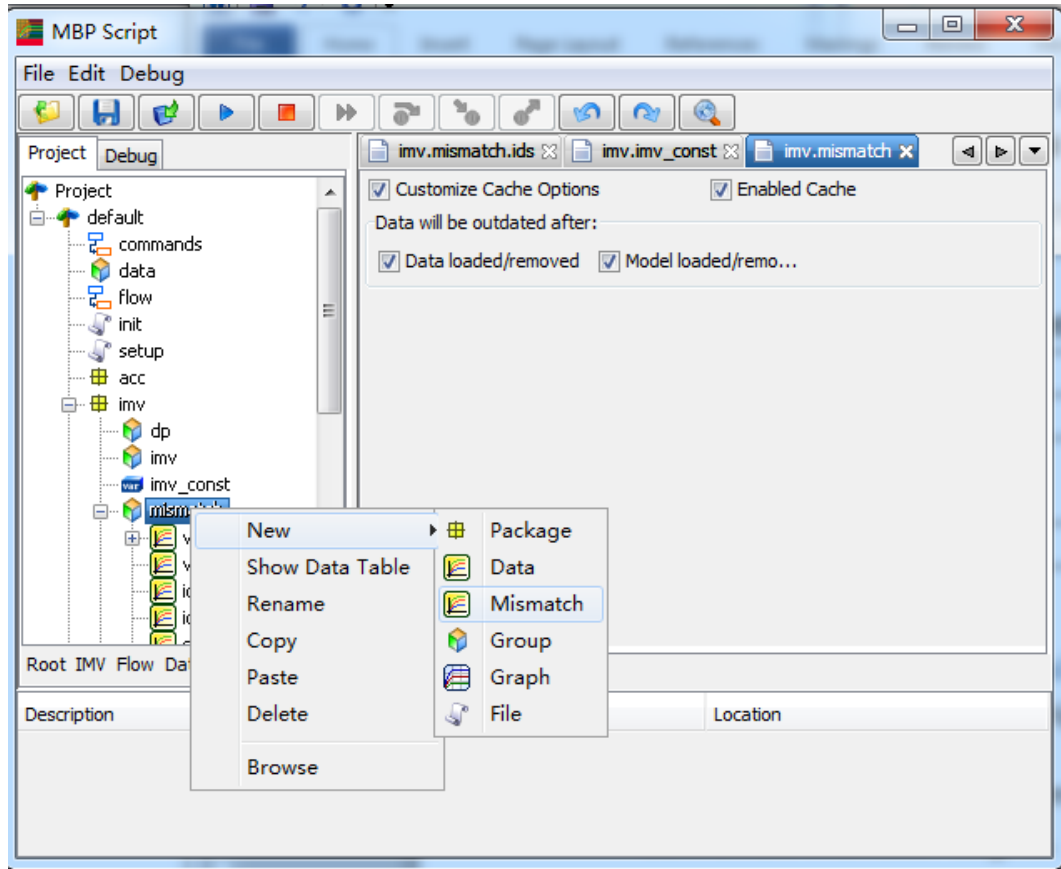 MBP Script
File Edit Debug
Project Debug
imv.mismatch.ids imv.imv_const imv.mismatch
Customize Cache Options Enabled Cache
Data will be outdated after:
Data loaded/removed Model loaded/remo...
Project
default
commands
data
flow
init
setup
acc
imv
dp
imv
var imv_const
New
Show Data Table
Rename
Copy
Paste
Delete
Browse
Package
Data
Mismatch
Group
Graph
File
Root IMV Flow
Description Location